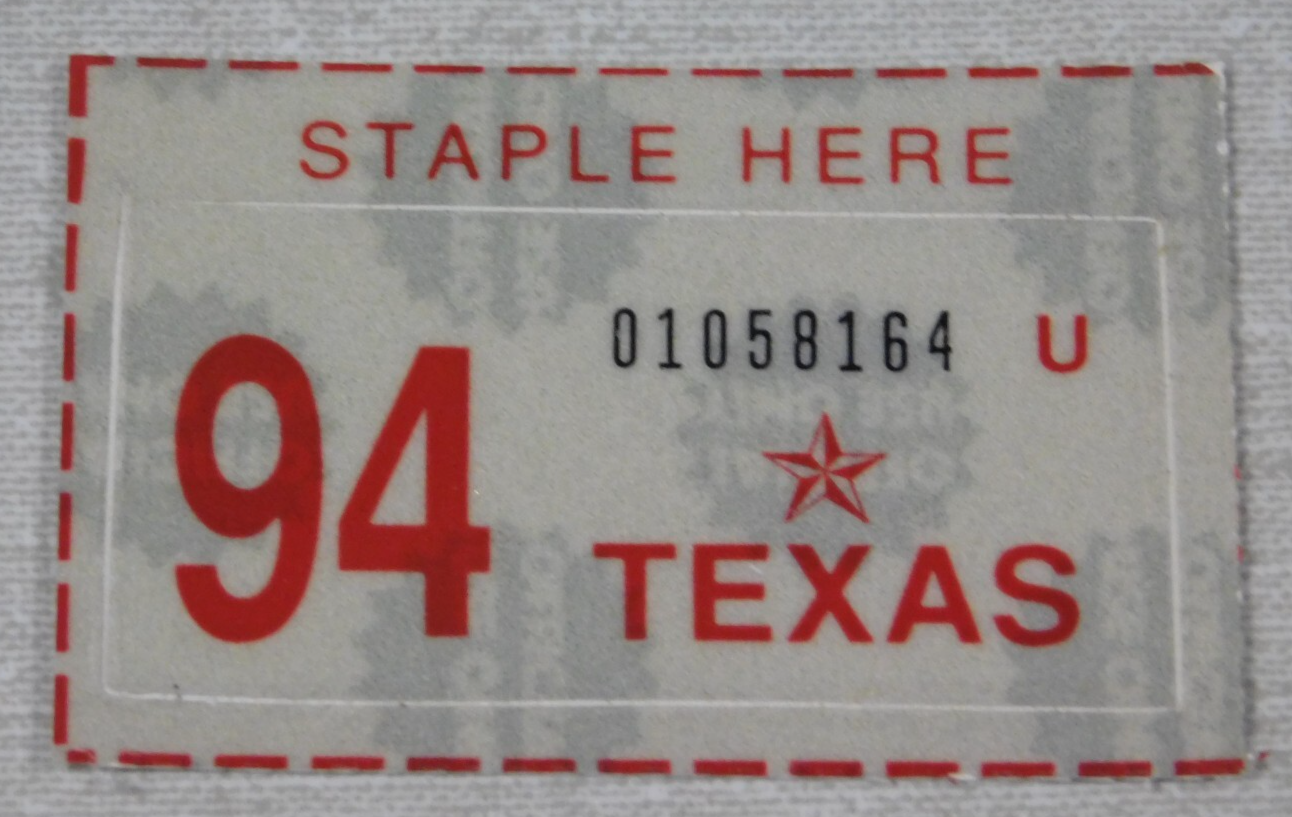 STAPLE HERE
01058164 U
94
TEXAS